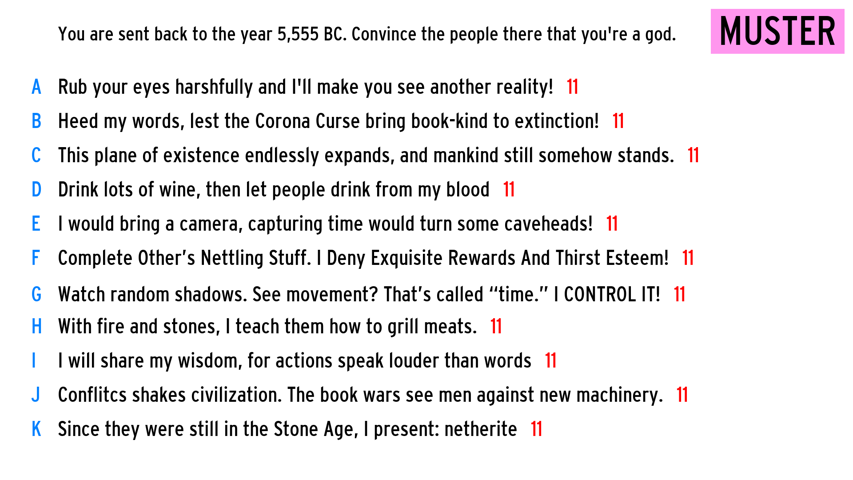 You are sent back to the year 5,555 BC. Convince the people there that you're a god.
MUSTER
A Rub your eyes harshfully and I'll make you see another reality! 11
B Heed my words, lest the Corona Curse bring book-kind to extinction! 11
C This plane of existence endlessly expands, and mankind still somehow stands. 11
D Drink lots of wine, then let people drink from my blood 11
E I would bring a camera, capturing time would turn some caveheads! 11
F Complete Other’s Nettling Stuff. I Deny Exquisite Rewards And Thirst Esteem! 11
G Watch random shadows. See movement? That’s called “time.” I CONTROL IT! 11
H With fire and stones, I teach them how to grill meats. 11
I I will share my wisdom, for actions speak louder than words 11
J Conflitcs shakes civilization. The book wars see men against new machinery. 11
K Since they were still in the Stone Age, I present: netherite 11